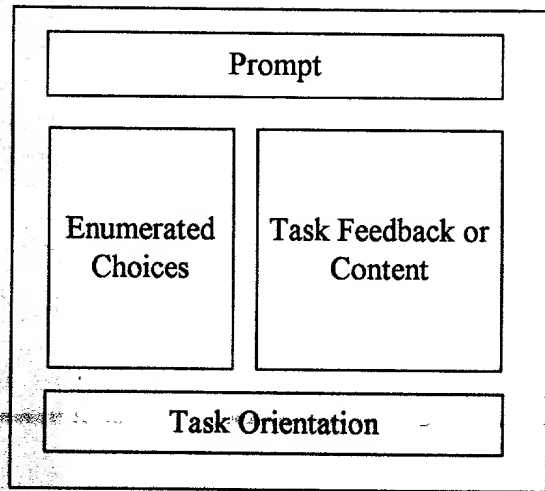 Prompt
Enumerated
Choices
Task Feedback or
Content
Task Orientation